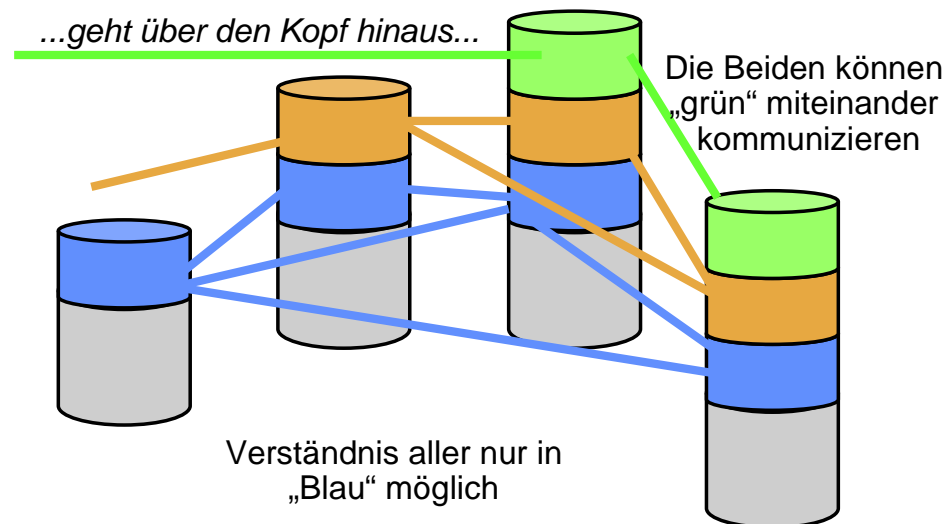 ...geht über den Kopf hinaus...
Die Beiden können
„grün“ miteinander
kommunizieren
Verständnis aller nur in
„Blau“ möglich